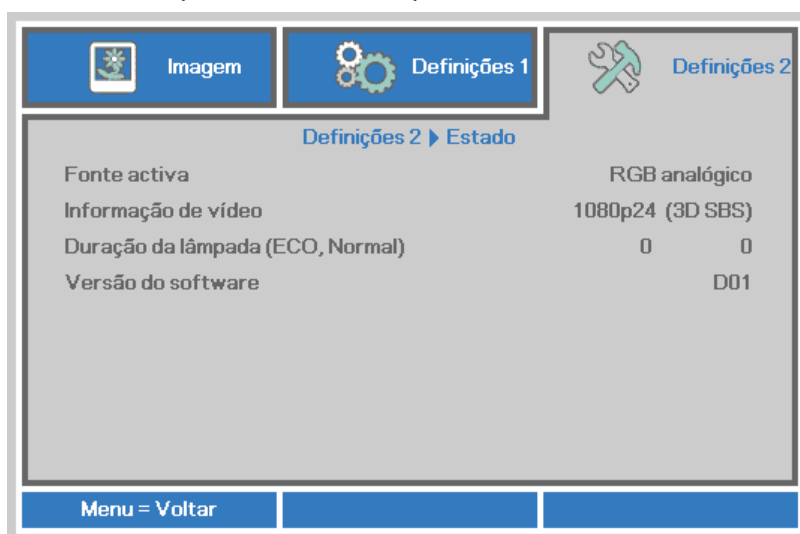 Imagem
Definições 1
Definições 2
Definições 2 ▶ Estado
Fonte activa RGB analógico
Informação de vídeo 1080p24 (3D SBS)
Duração da lâmpada (ECO, Normal) 0 0
Versão do software D01
Menu = Voltar